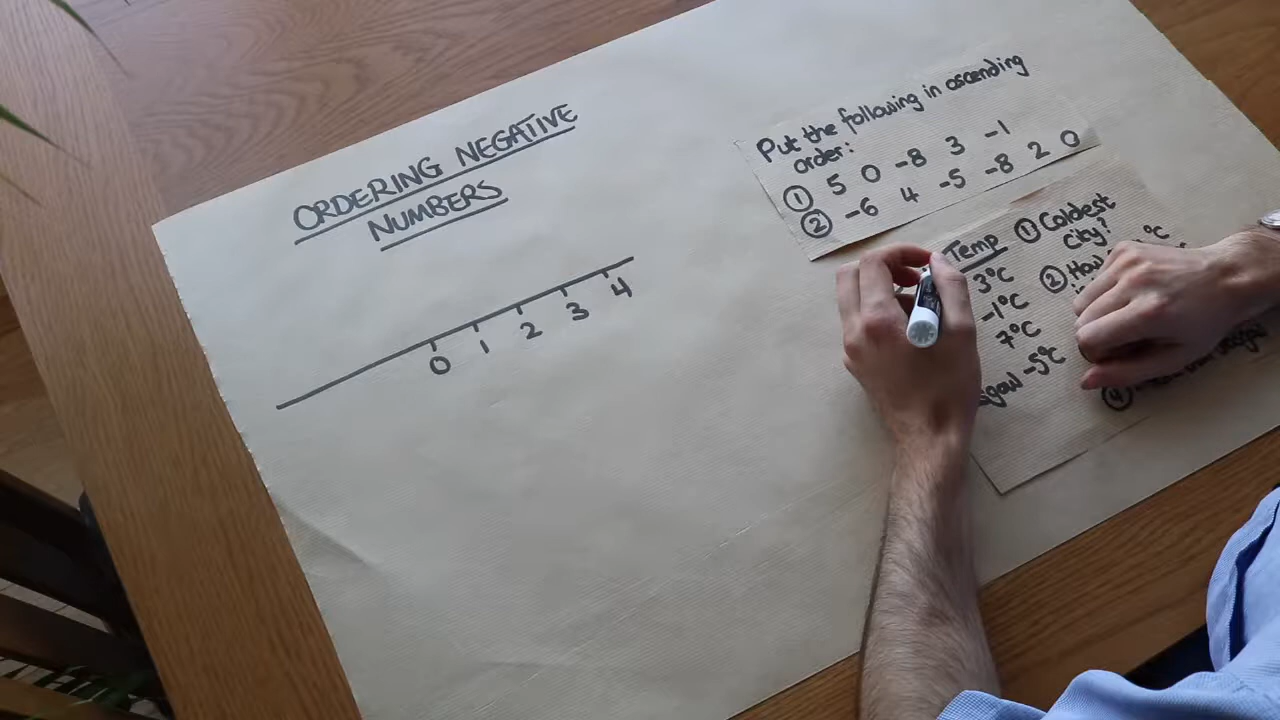 ORDERING NEGATIVE
NUMBERS
0 1 2 3 4
Put the following in ascending
order:
① 5 0 -8 3 -1
② -6 4 -5 -8 2 0
Temp
3°C
-1°C
7°C
-5°C
① Coldest
city?
②
°C
④